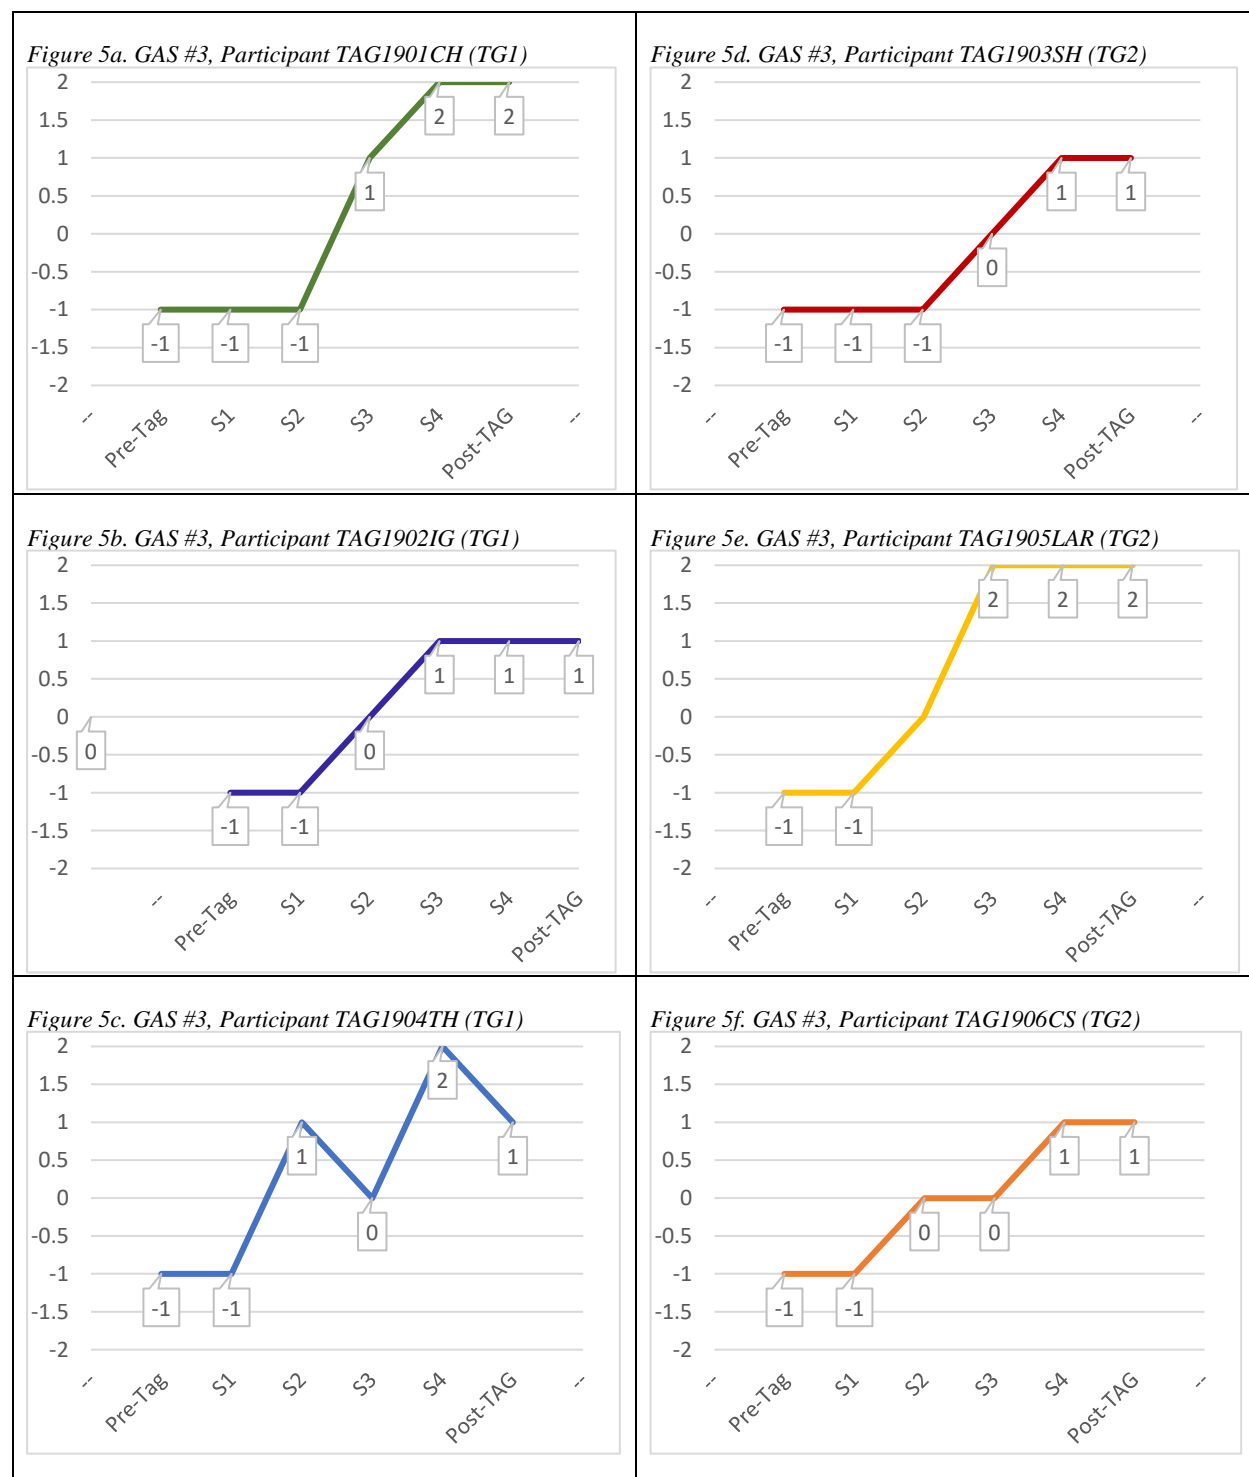 Figure 5a. GAS #3, Participant TAG1901CH (TG1)
2
1.5
1
0.5
0
-0.5
-1
-1.5
-2
-1
-1
-1
1
2
2
--
Pre-Tag
S1
S2
S3
S4
Post-TAG
--
Figure 5d. GAS #3, Participant TAG1903SH (TG2)
2
1.5
1
0.5
0
-0.5
-1
-1.5
-2
-1
-1
-1
0
1
1
--
Pre-Tag
S1
S2
S3
S4
Post-TAG
--
Figure 5b. GAS #3, Participant TAG1902IG (TG1)
2
1.5
1
0.5
0
-0.5
-1
-1.5
-2
0
-1
-1
0
1
1
1
--
Pre-Tag
S1
S2
S3
S4
Post-TAG
Figure 5e. GAS #3, Participant TAG1905LAR (TG2)
2
1.5
1
0.5
0
-0.5
-1
-1.5
-2
-1
-1
2
2
2
--
Pre-Tag
S1
S2
S3
S4
Post-TAG
--
Figure 5c. GAS #3, Participant TAG1904TH (TG1)
2
1.5
1
0.5
0
-0.5
-1
-1.5
-2
-1
-1
1
0
2
1
--
Pre-Tag
S1
S2
S3
S4
Post-TAG
--
Figure 5f. GAS #3, Participant TAG1906CS (TG2)
2
1.5
1
0.5
0
-0.5
-1
-1.5
-2
-1
-1
0
0
1
1
--
Pre-Tag
S1
S2
S3
S4
Post-TAG
--